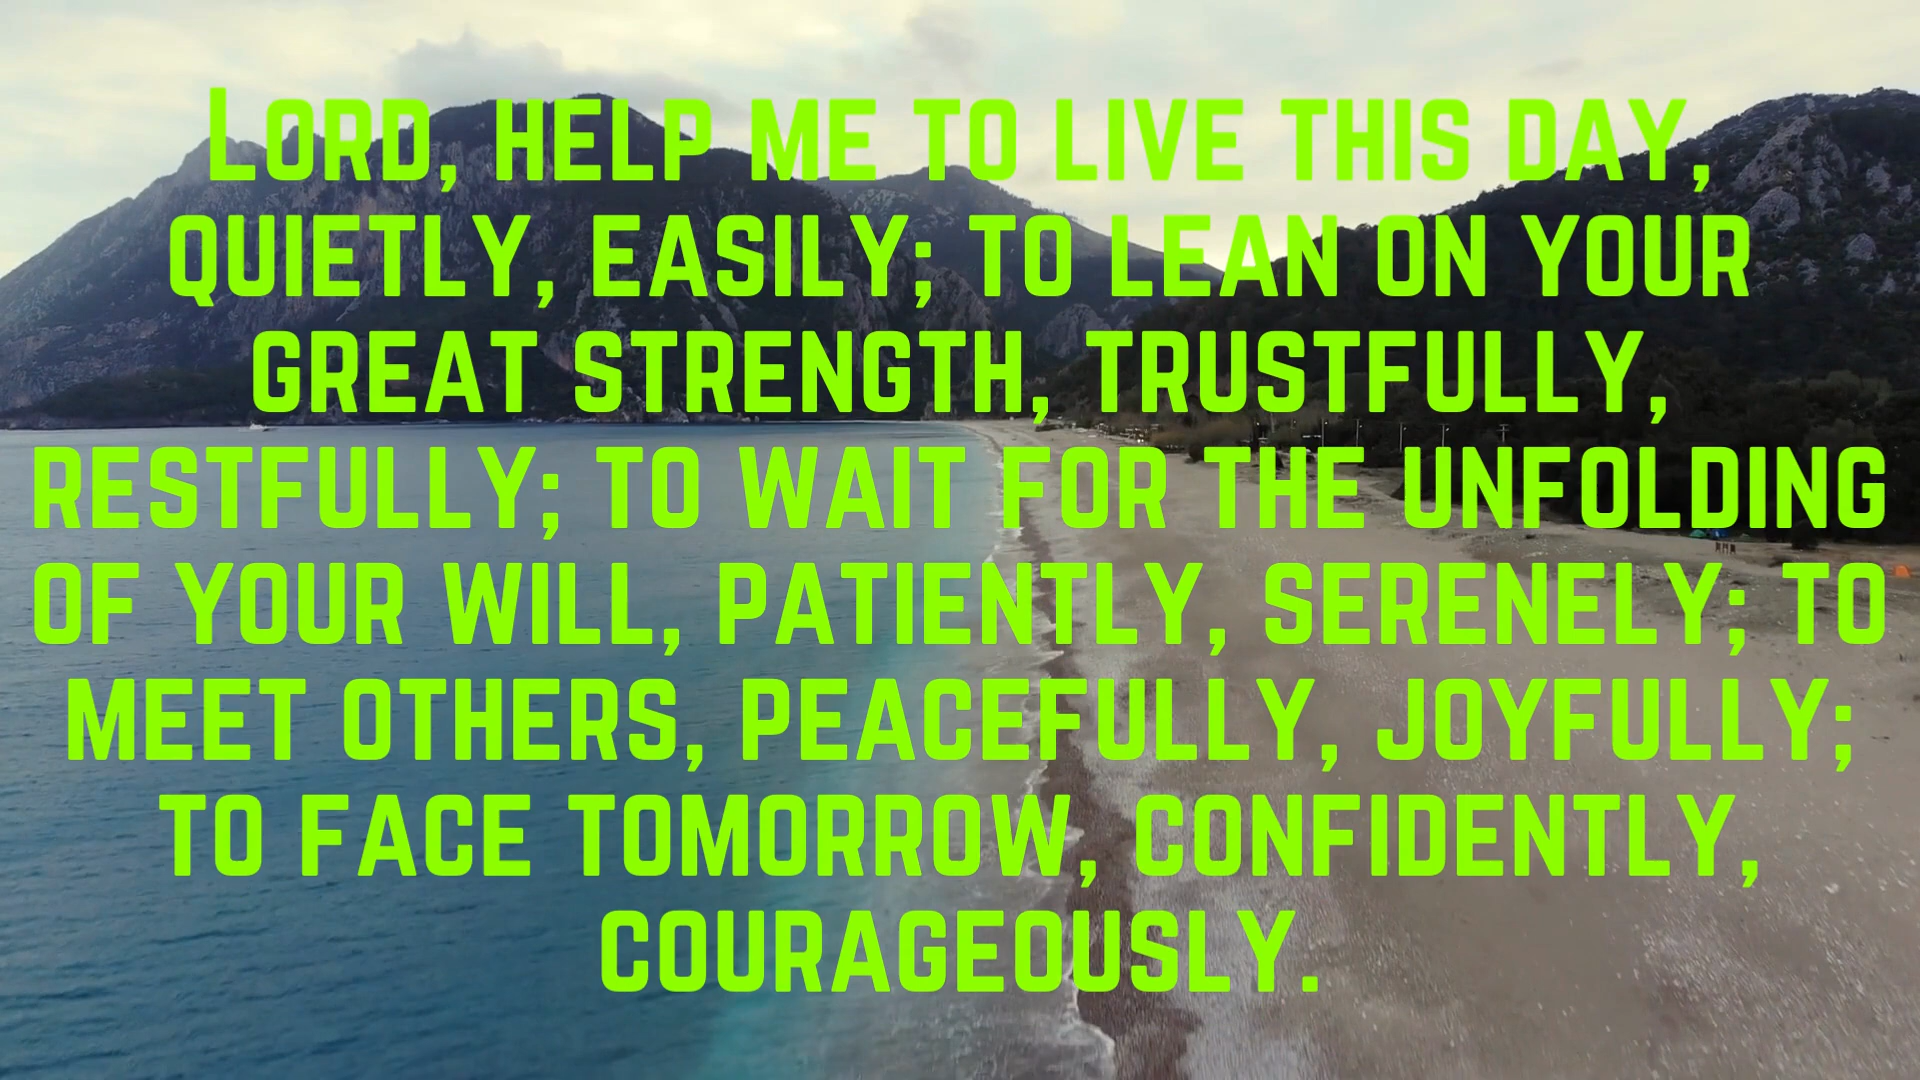 Lord, help me to live this day,
quietly, easily; to lean on your
great strength, trustfully,
restfully; to wait for the unfolding
of your will, patiently, serenely; to
meet others, peacefully, joyfully;
to face tomorrow, confidently,
courageously.